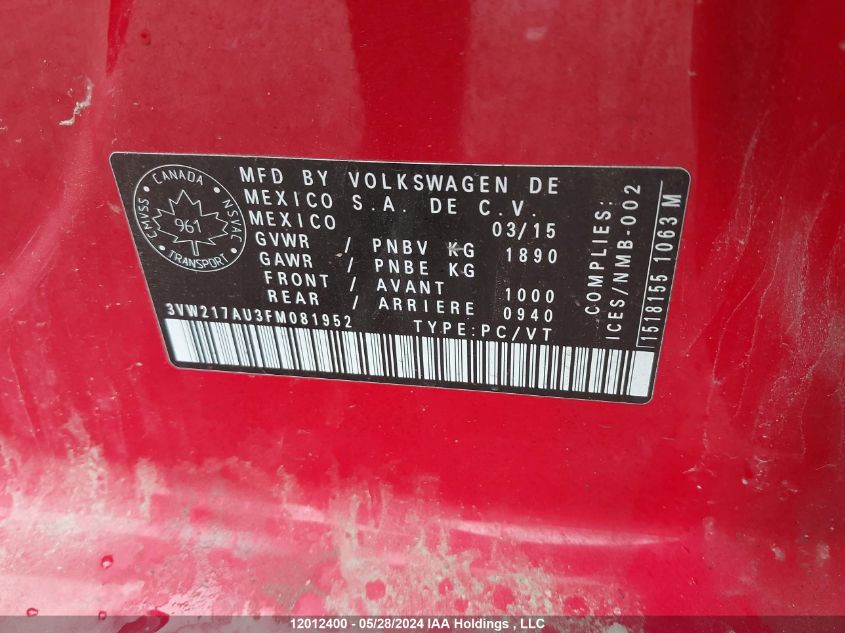 CANADA
CMVSS
NSVAC
961
TRANSPORT
MFD BY VOLKSWAGEN DE
MEXICO S.A. DE C.V.
MEXICO 03/15
GVWR / PNBV KG 1890
GAWR / PNBE KG
FRONT / AVANT 1000
REAR / ARRIERE 0940
3VW217AU3FM081952 TYPE:PC/VT
COMPLIES:
ICES/NMB-002
1518155 1063 M
12012400 - 05/28/2024 IAA Holdings , LLC